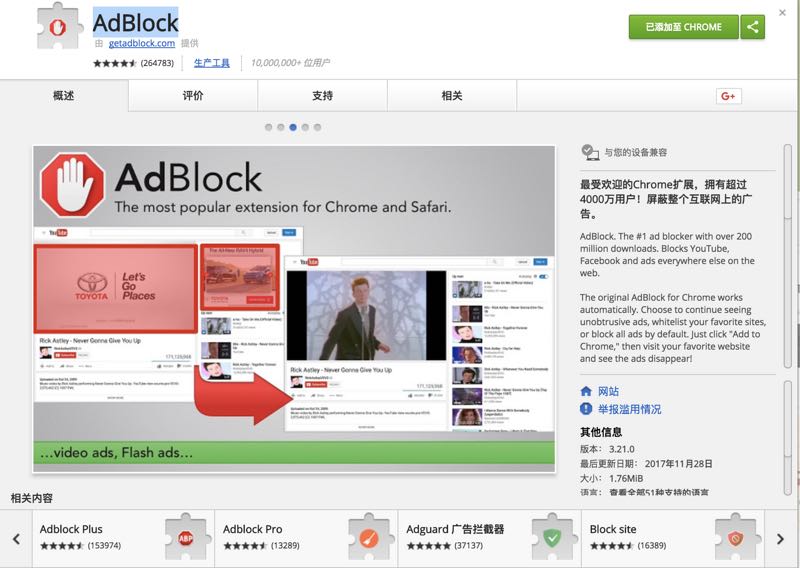 AdBlock
由 getadblock.com 提供
(264783) 生产工具 10,000,000+ 位用户
已添加至 CHROME
概述 评价 支持 相关
G+
AdBlock
The most popular extension for Chrome and Safari.
YouTube
The All-New RAV4 Hybrid
TOYOTA
Let's
Go
Places
Rick Astley - Never Gonna Give You Up
171,125,968
YouTube
Rick Astley - Never Gonna Give You Up
171,125,968
...video ads, Flash ads...
与您的设备兼容
最受欢迎的Chrome扩展，拥有超过
4000万用户！屏蔽整个互联网上的广
告。
AdBlock. The #1 ad blocker with over 200
million downloads. Blocks YouTube,
Facebook and ads everywhere else on the
web.
The original AdBlock for Chrome works
automatically. Choose to continue seeing
unobtrusive ads, whitelist your favorite sites,
or block all ads by default. Just click "Add to
Chrome," then visit your favorite website
and see the ads disappear!
网站
举报滥用情况
其他信息
版本： 3.21.0
最后更新日期： 2017年11月28日
大小： 1.76MiB
语言： 查看全部51种支持的语言
相关内容
Adblock Plus
(153974)
ABP
Adblock Pro
(13289)
Adguard 广告拦截器
(37137)
Block site
(16389)